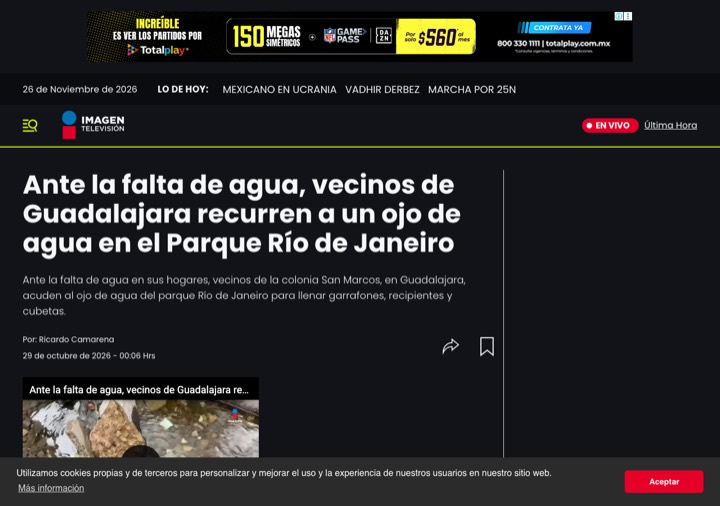 INCREÍBLE
ES VER LOS PARTIDOS POR
Totalplay
150 MEGAS
SIMÉTRICOS
NFL GAME
PASS
DA
ZN
Por
solo $560 al
mes
CONTRATA YA
800 330 1111 | totalplay.com.mx
26 de Noviembre de 2026
LO DE HOY:
MEXICANO EN UCRANIA
VADHIR DERBEZ
MARCHA POR 25N
IMAGEN
TELEVISIÓN
EN VIVO
Última Hora
Ante la falta de agua, vecinos de
Guadalajara recurren a un ojo de
agua en el Parque Río de Janeiro
Ante la falta de agua en sus hogares, vecinos de la colonia San Marcos, en Guadalajara,
acuden al ojo de agua del parque Río de Janeiro para llenar garrafones, recipientes y
cubetas.
Por: Ricardo Camarena
29 de octubre de 2026 - 00:06 Hrs
Ante la falta de agua, vecinos de Guadalajara re...
Utilizamos cookies propias y de terceros para personalizar y mejorar el uso y la experiencia de nuestros usuarios en nuestro sitio web.
Más información
Aceptar